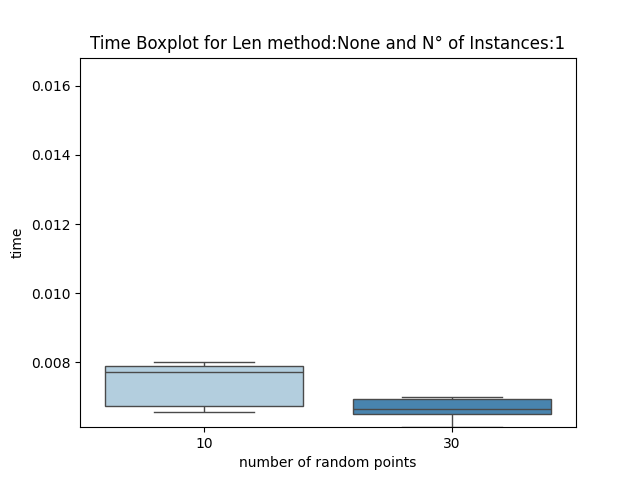 Time Boxplot for Len method:None and N° of Instances:1
0.016
0.014
0.012
0.010
0.008
time
10
30
number of random points